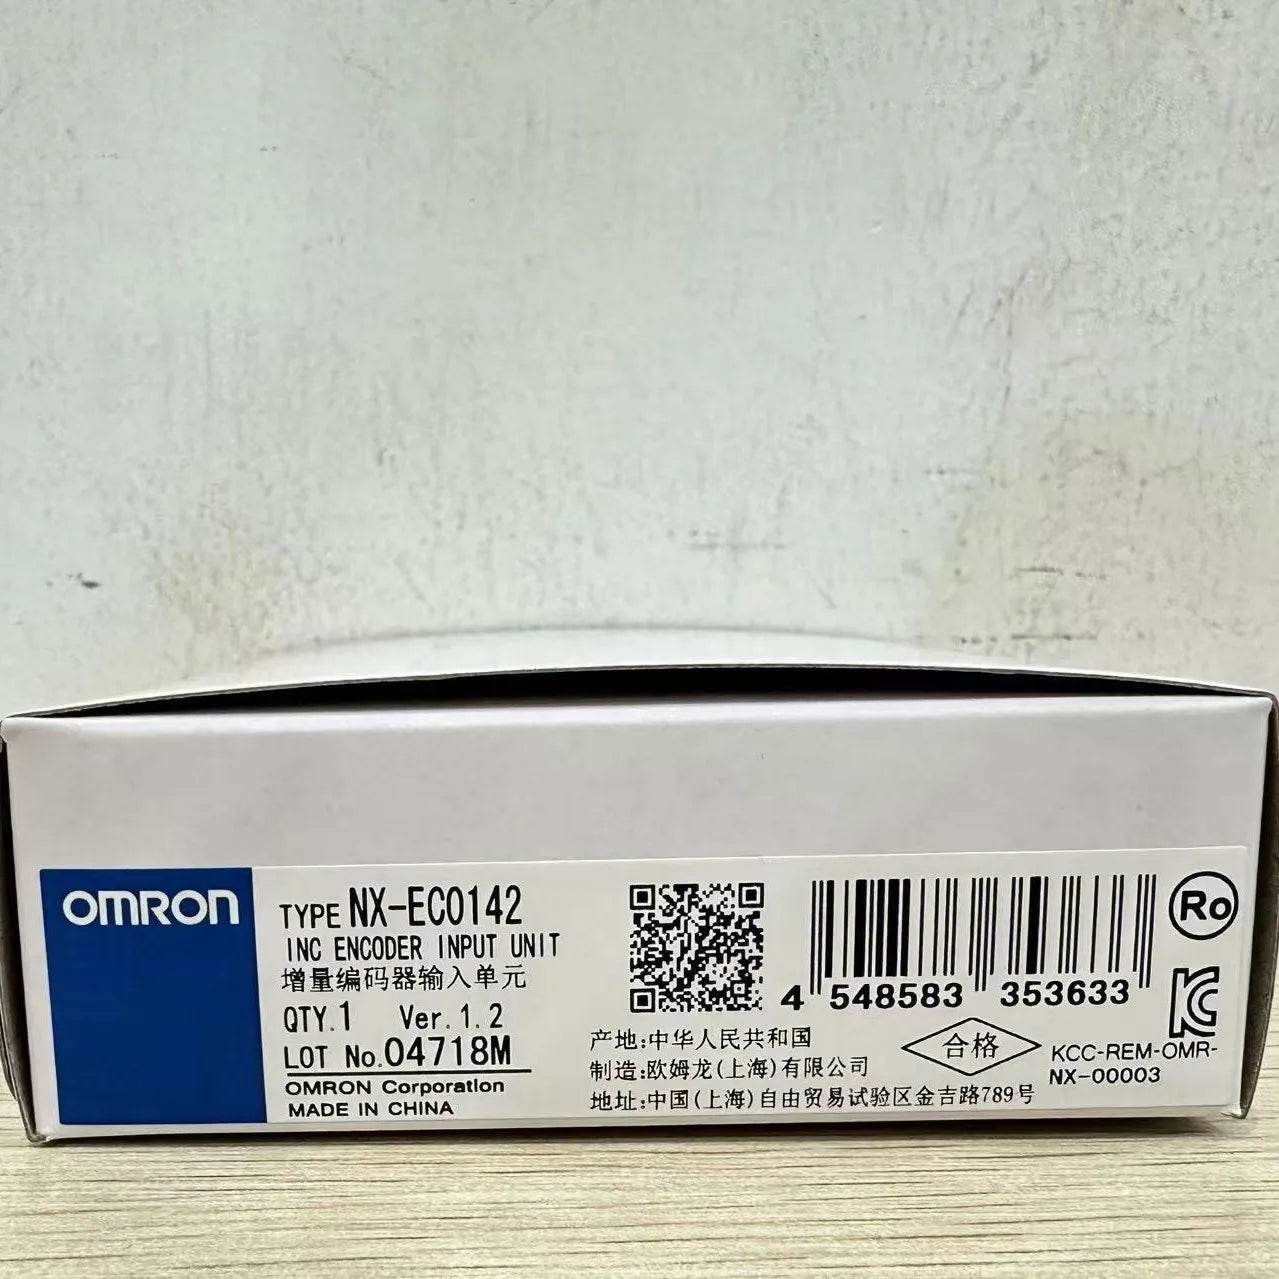 OMRON
TYPE NX-EC0142
INC ENCODER INPUT UNIT
增量编码器输入单元
QTY.1 Ver.1.2
LOT No.04718M
OMRON Corporation
MADE IN CHINA
4 548583 353633
产地:中华人民共和国
制造:欧姆龙(上海)有限公司
地址:中国(上海)自由贸易试验区金吉路789号
合格
Ro
KC
KCC-REM-OMR-
NX-00003